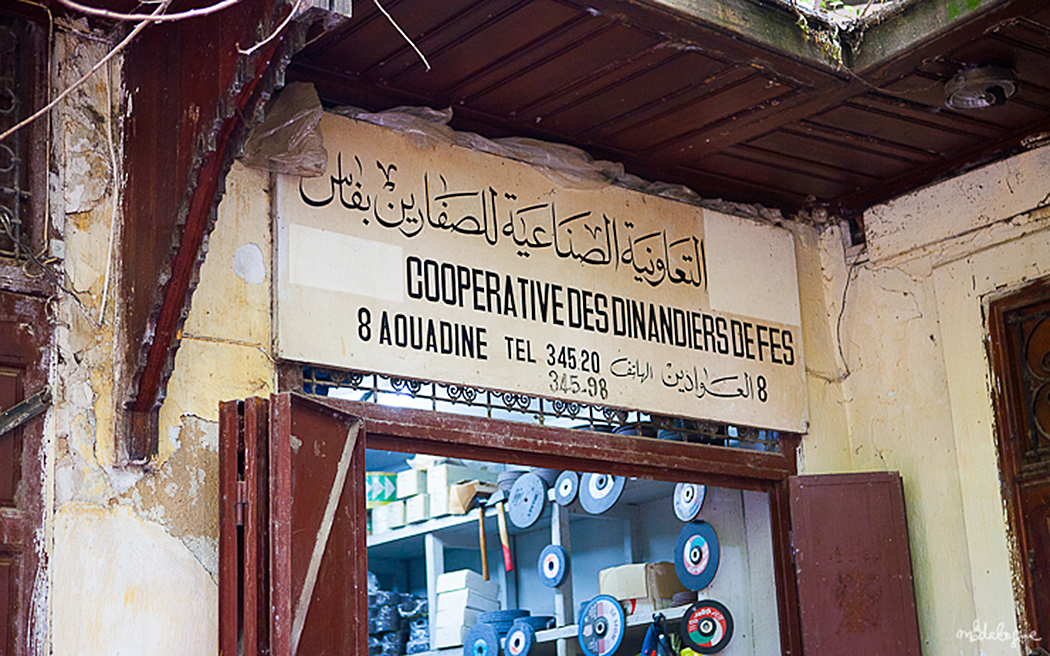 التعاونية الصناعية للصفارين بفاس
COOPERATIVE DES DINANDIERS DE FES
8 AOUADINE TEL 345.20 الهاتف العوادين 8
345-98